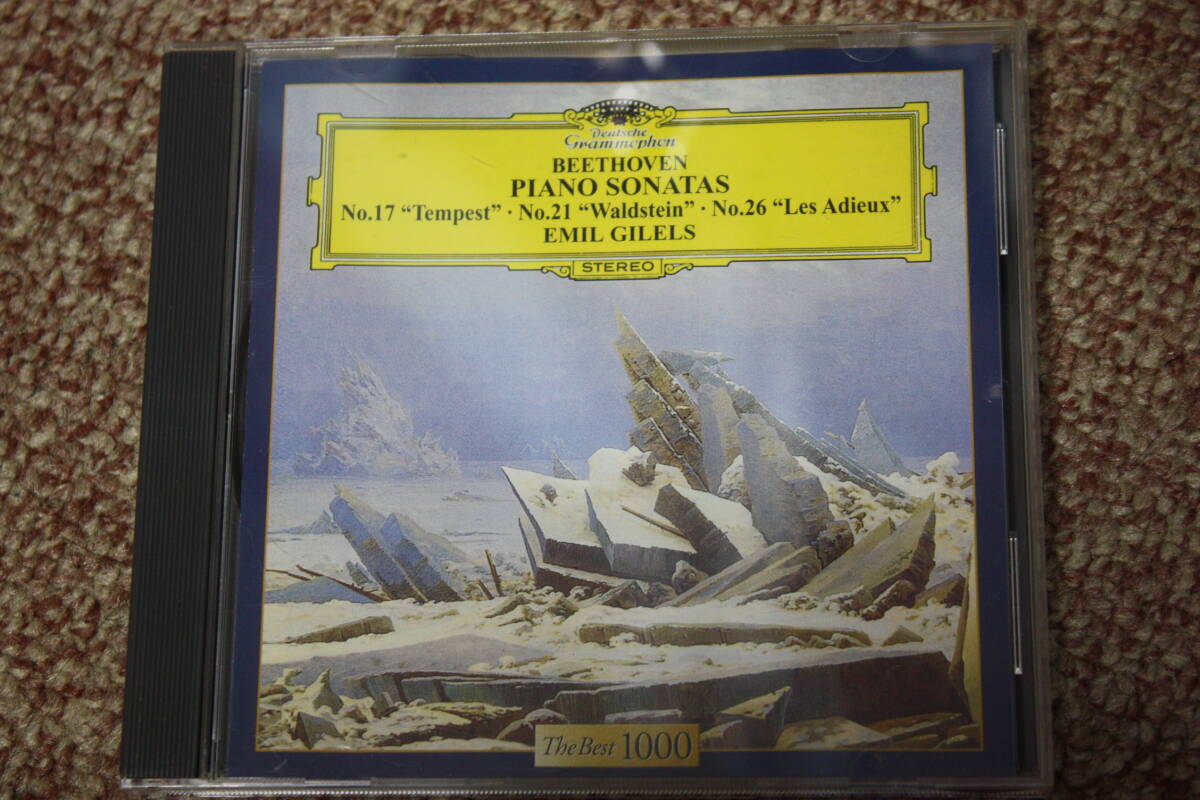 Deutsche
Grammophon
BEETHOVEN
PIANO SONATAS
No.17 “Tempest” · No.21 “Waldstein” · No.26 “Les Adieux”
EMIL GILELS
STEREO
The Best 1000